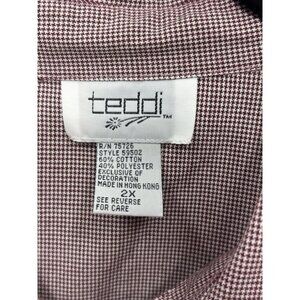 teddi TM
R/N 75726
STYLE 59502
60% COTTON
40% POLYESTER
EXCLUSIVE OF
DECORATION
MADE IN HONG KONG
2X
SEE REVERSE
FOR CARE